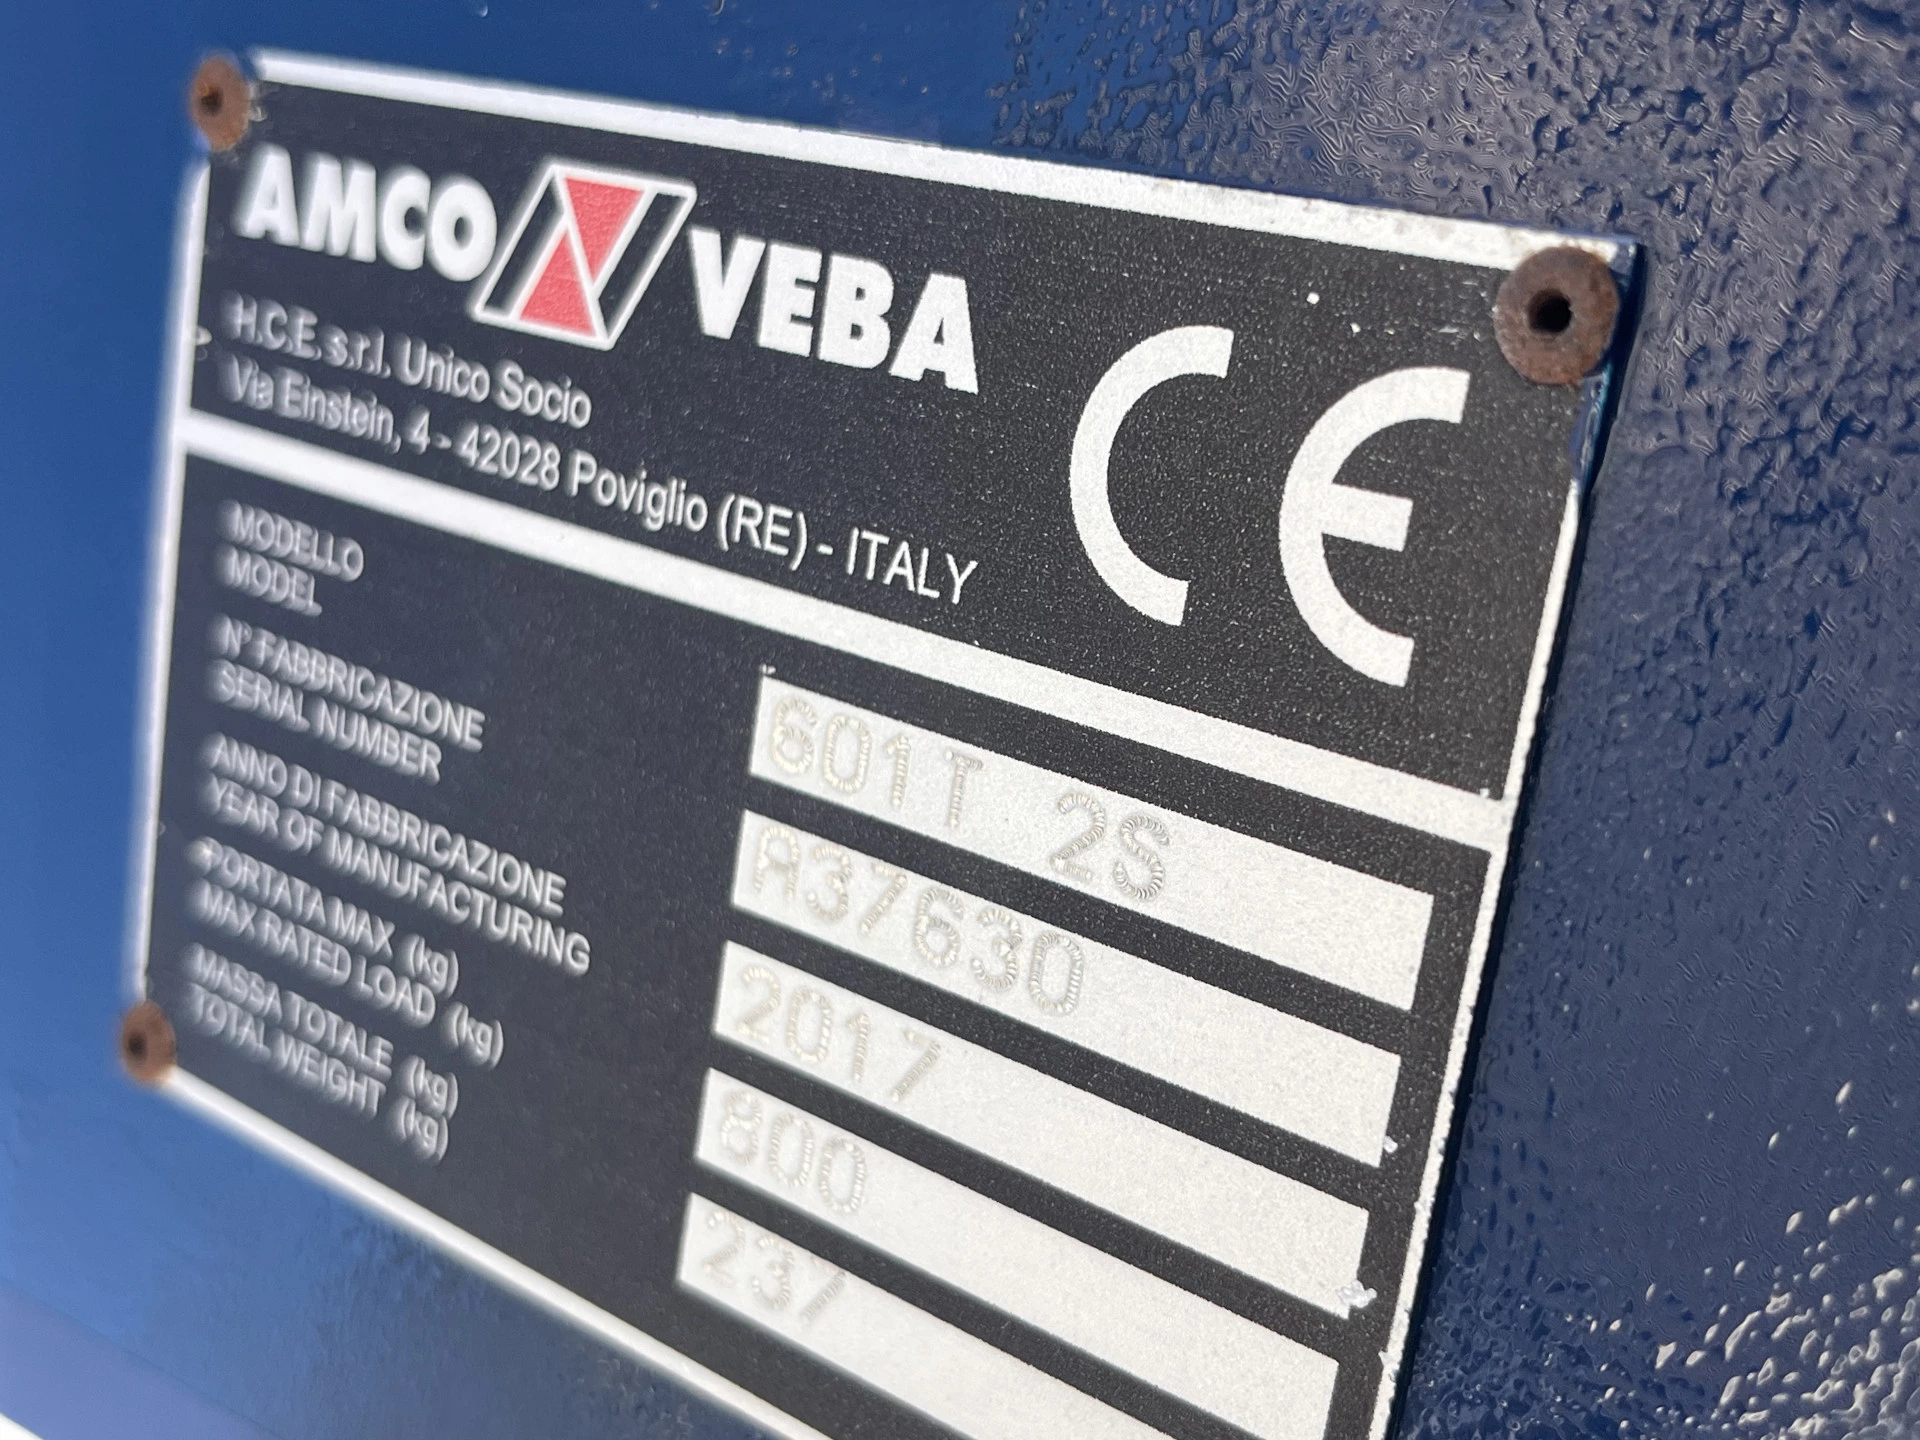 AMCO VEBA
H.C.E. s.r.l. Unico Socio
Via Einstein, 4 - 42028 Poviglio (RE) - ITALY
CE
MODELLO
MODEL
601T 2S
N° FABBRICAZIONE
SERIAL NUMBER
R37630
ANNO DI FABBRICAZIONE
YEAR OF MANUFACTURING
2017
PORTATA MAX (kg)
MAX RATED LOAD (kg)
800
MASSA TOTALE (kg)
TOTAL WEIGHT (kg)
237